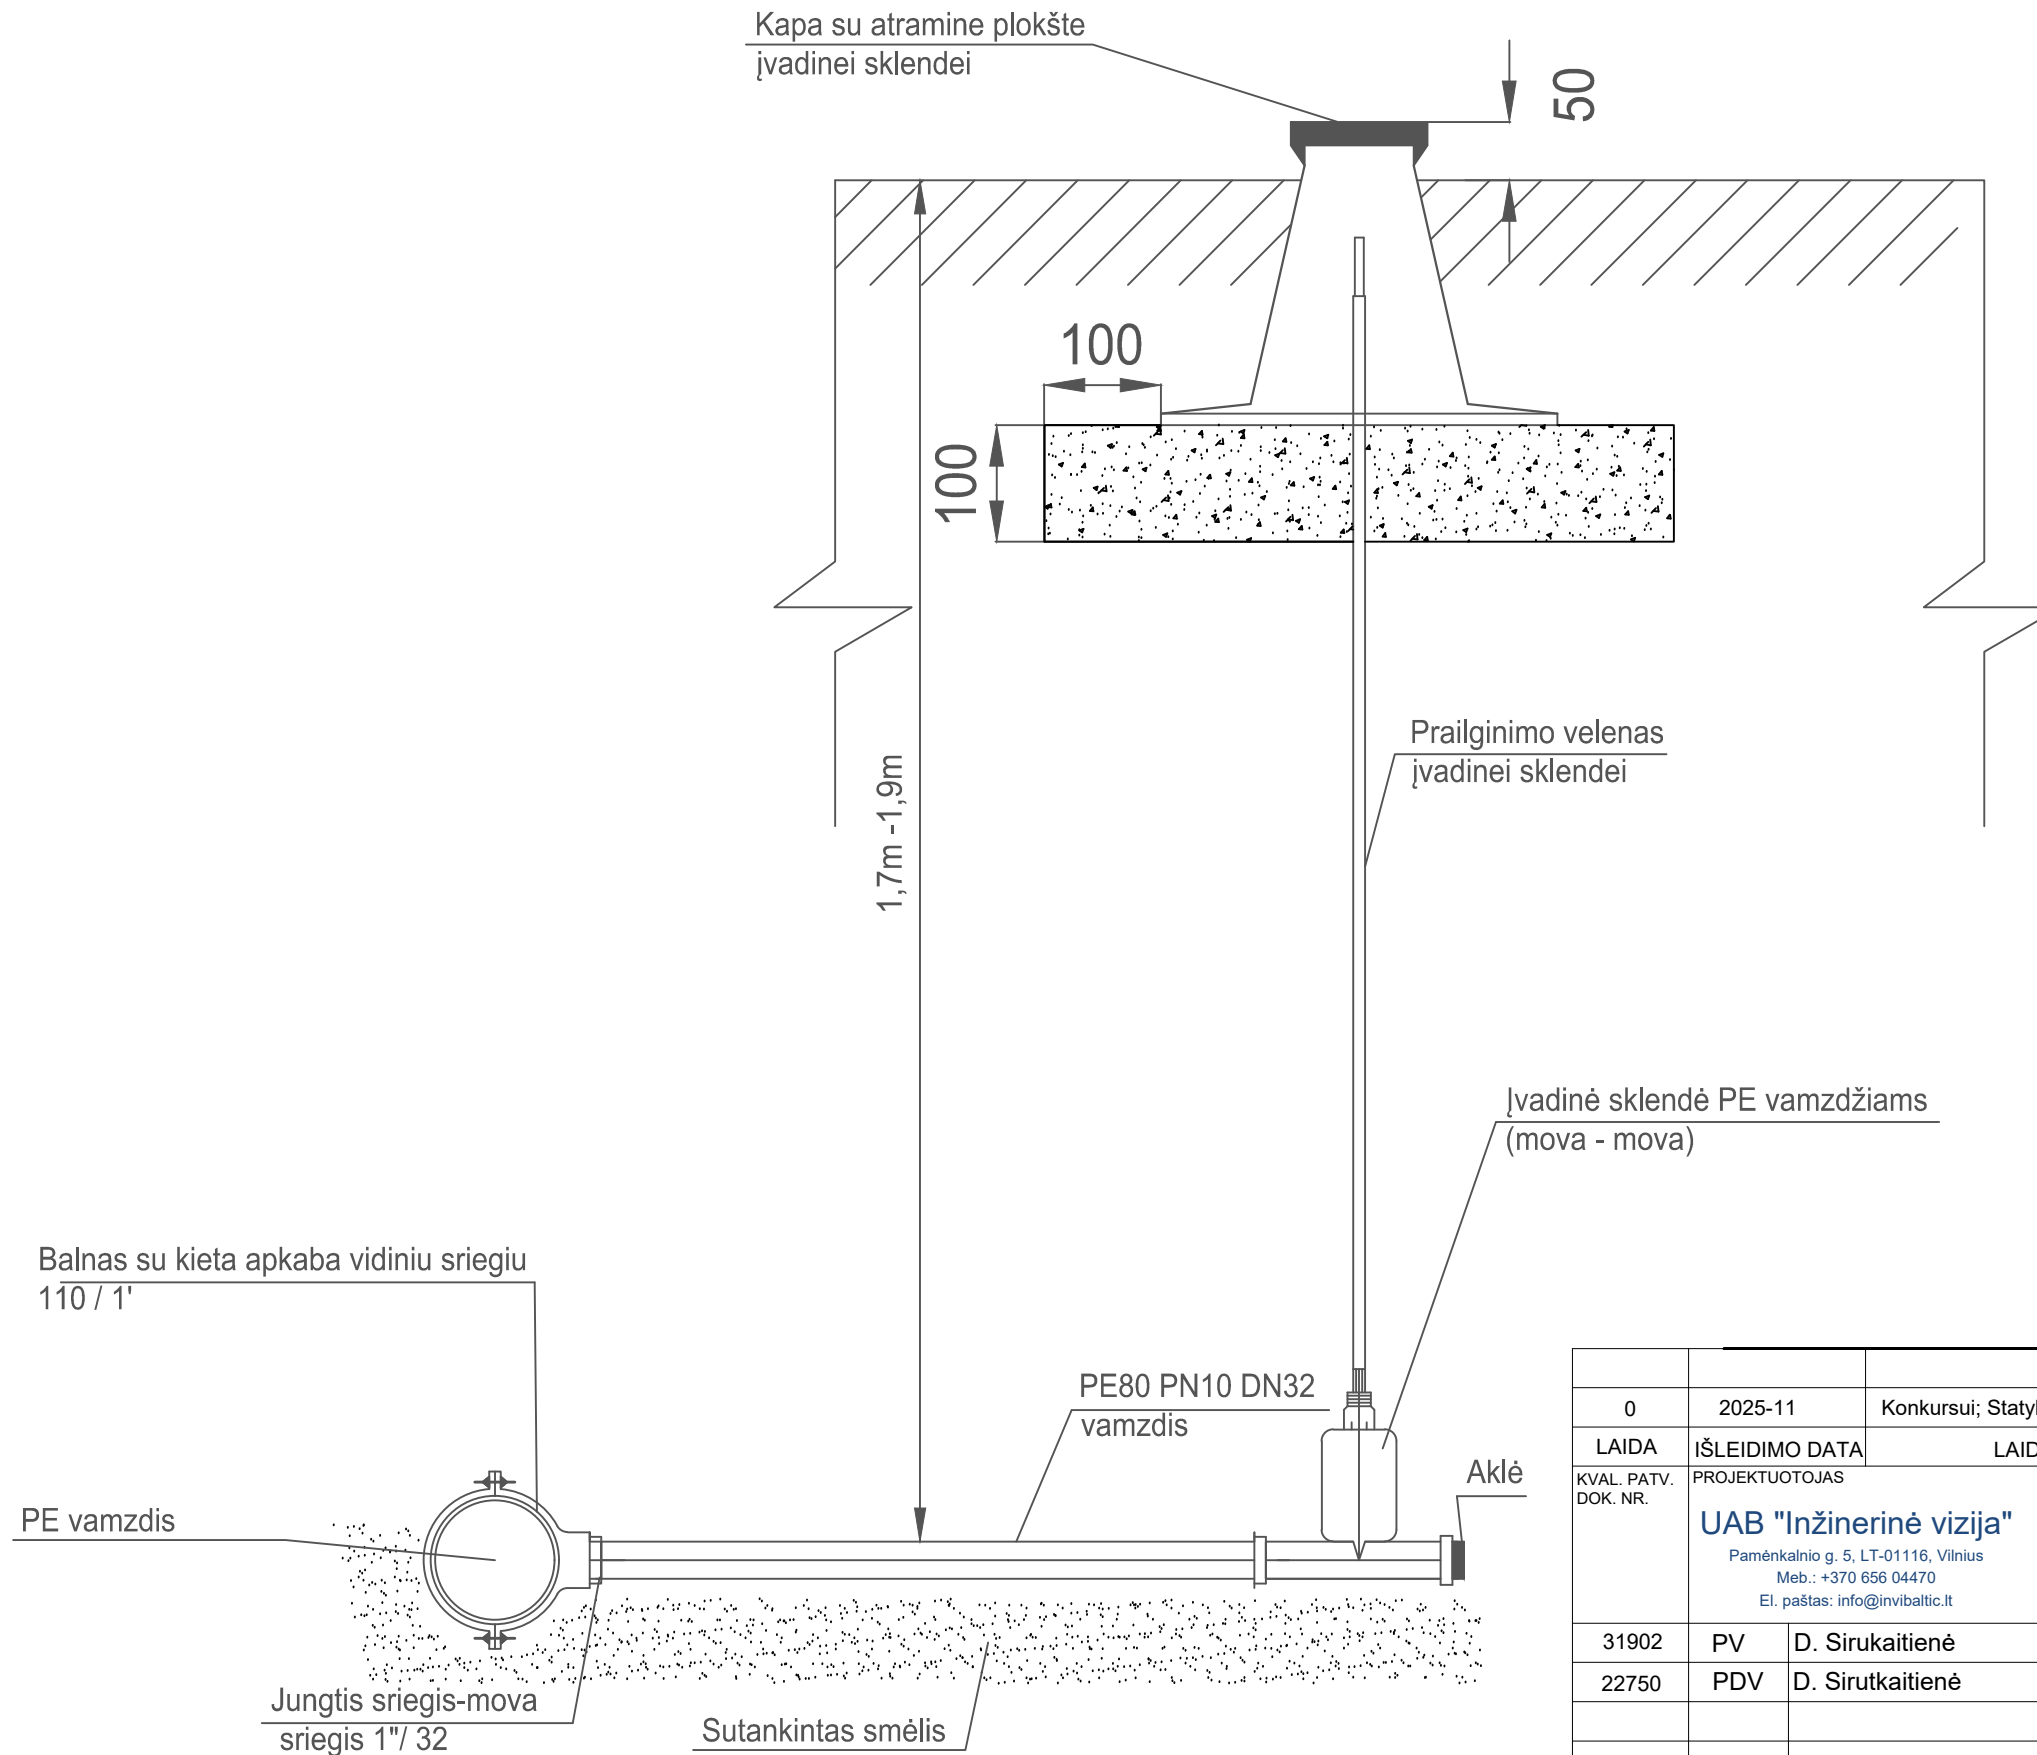 Kapa su atramine plokšte
įvadinei sklendei
50
100
100
1,7m -1,9m
Prailginimo velenas
įvadinei sklendei
Įvadinė sklendė PE vamzdžiams
(mova - mova)
Balnas su kieta apkaba vidiniu sriegiu
110 / 1'
PE80 PN10 DN32
vamzdis
Aklė
PE vamzdis
Jungtis sriegis-mova
sriegis 1"/ 32
Sutankintas smėlis
0 2025-11 Konkursui;
LAIDA IŠLEIDIMO DATA
KVAL. PATV.
DOK. NR.
PROJEKTUOTOJAS
UAB "Inžinerinė vizija"
Pamėnkalnio g. 5, LT-01116, Vilnius
Meb.: +370 656 04470
El. paštas: info@invibaltic.lt
31902 PV D. Sirukaitienė
22750 PDV D. Sirutkaitienė